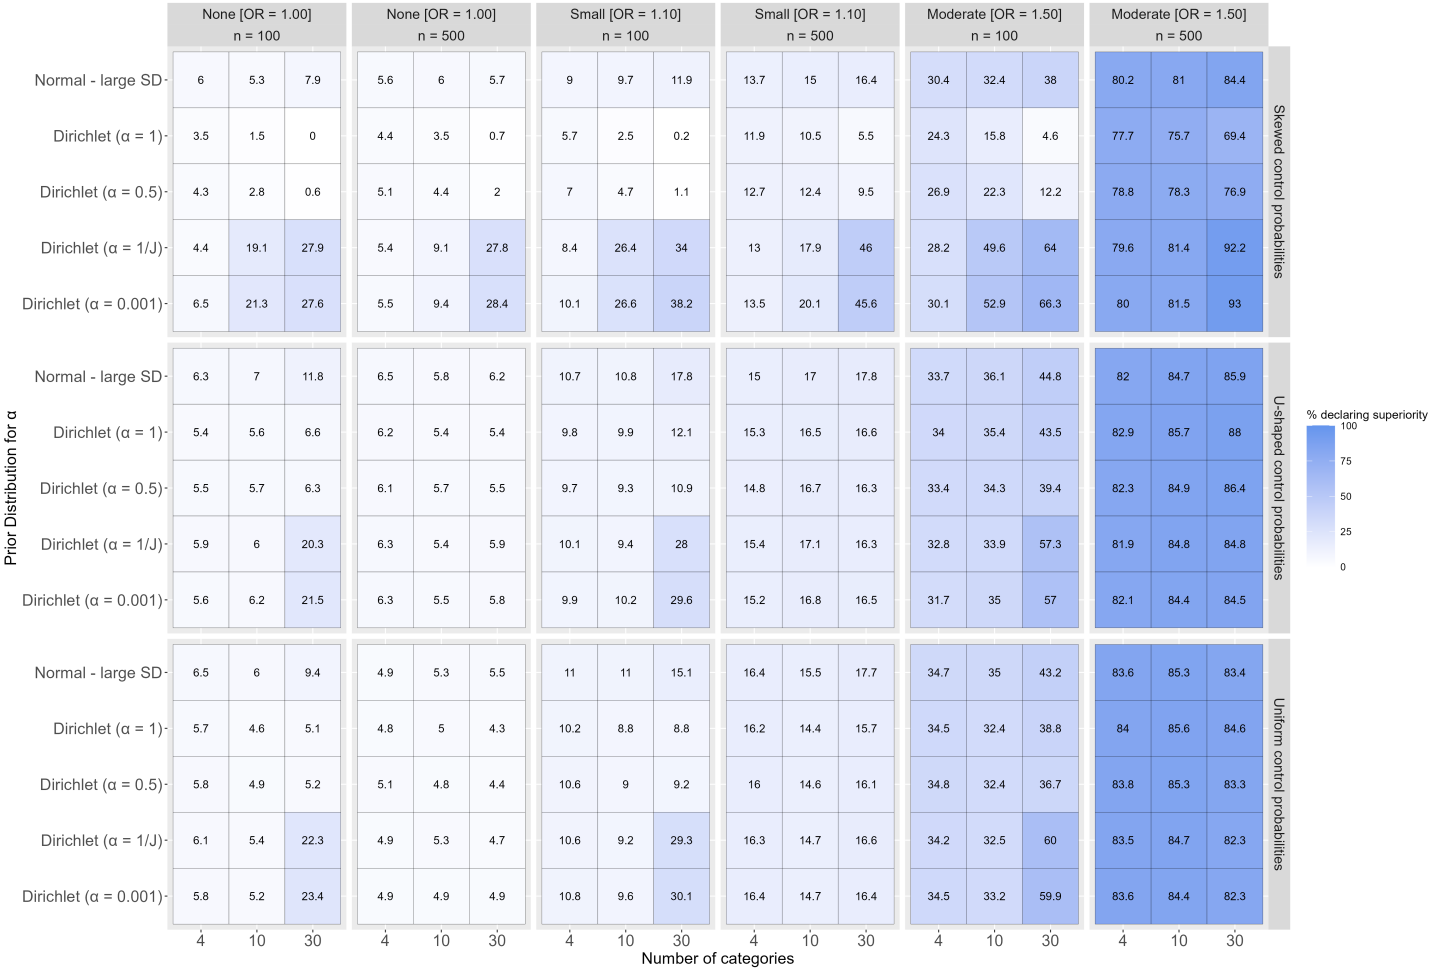 None [OR = 1.00] None [OR = 1.00] Small [OR = 1.10] Small [OR = 1.10] Moderate [OR = 1.50] Moderate [OR = 1.50]
n = 100 n = 500 n = 100 n = 500 n = 100 n = 500
Normal - large SD 6 5.3 7.9 5.6 6 5.7 9 9.7 11.9 13.7 15 16.4 30.4 32.4 38 80.2 81 84.4
Dirichlet (α = 1) 3.5 1.5 0 4.4 3.5 0.7 5.7 2.5 0.2 11.9 10.5 5.5 24.3 15.8 4.6 77.7 75.7 69.4
Dirichlet (α = 0.5) 4.3 2.8 0.6 5.1 4.4 2 7 4.7 1.1 12.7 12.4 9.5 26.9 22.3 12.2 78.8 78.3 76.9
Dirichlet (α = 1/J) 4.4 19.1 27.9 5.4 9.1 27.8 8.4 26.4 34 13 17.9 46 28.2 49.6 64 79.6 81.4 92.2
Dirichlet (α = 0.001) 6.5 21.3 27.6 5.5 9.4 28.4 10.1 26.6 38.2 13.5 20.1 45.6 30.1 52.9 66.3 80 81.5 93
Skewed control probabilities
Normal - large SD 6.3 7 11.8 6.5 5.8 6.2 10.7 10.8 17.8 15 17 17.8 33.7 36.1 44.8 82 84.7 85.9
Dirichlet (α = 1) 5.4 5.6 6.6 6.2 5.4 5.4 9.8 9.9 12.1 15.3 16.5 16.6 34 35.4 43.5 82.9 85.7 88
Dirichlet (α = 0.5) 5.5 5.7 6.3 6.1 5.7 5.5 9.7 9.3 10.9 14.8 16.7 16.3 33.4 34.3 39.4 82.3 84.9 86.4
Dirichlet (α = 1/J) 5.9 6 20.3 6.3 5.4 5.9 10.1 9.4 28 15.4 17.1 16.3 32.8 33.9 57.3 81.9 84.8 84.8
Dirichlet (α = 0.001) 5.6 6.2 21.5 6.3 5.5 5.8 9.9 10.2 29.6 15.2 16.8 16.5 31.7 35 57 82.1 84.4 84.5
U-shaped control probabilities
Normal - large SD 6.5 6 9.4 4.9 5.3 5.5 11 11 15.1 16.4 15.5 17.7 34.7 35 43.2 83.6 85.3 83.4
Dirichlet (α = 1) 5.7 4.6 5.1 4.8 5 4.3 10.2 8.8 8.8 16.2 14.4 15.7 34.5 32.4 38.8 84 85.6 84.6
Dirichlet (α = 0.5) 5.8 4.9 5.2 5.1 4.8 4.4 10.6 9 9.2 16 14.6 16.1 34.8 32.4 36.7 83.8 85.3 83.3
Dirichlet (α = 1/J) 6.1 5.4 22.3 4.9 5.3 4.7 10.6 9.2 29.3 16.3 14.7 16.6 34.2 32.5 60 83.5 84.7 82.3
Dirichlet (α = 0.001) 5.8 5.2 23.4 4.9 4.9 4.9 10.8 9.6 30.1 16.4 14.7 16.4 34.5 33.2 59.9 83.6 84.4 82.3
Uniform control probabilities
4 10 30 4 10 30 4 10 30 4 10 30 4 10 30 4 10 30
Number of categories
Prior Distribution for α
% declaring superiority
100
75
50
25
0